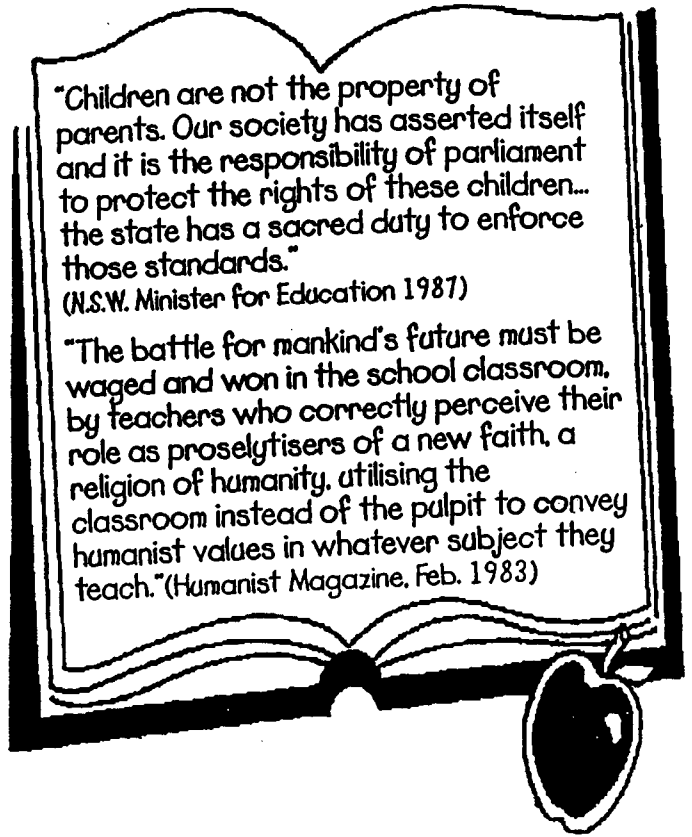 "Children are not the property of
parents. Our society has asserted itself
and it is the responsibility of parliament
to protect the rights of these children...
the state has a sacred duty to enforce
those standards."
(N.S.W. Minister for Education 1987)
"The battle for mankind's future must be
waged and won in the school classroom,
by teachers who correctly perceive their
role as proselytisers of a new faith, a
religion of humanity, utilising the
classroom instead of the pulpit to convey
humanist values in whatever subject they
teach."(Humanist Magazine, Feb. 1983)